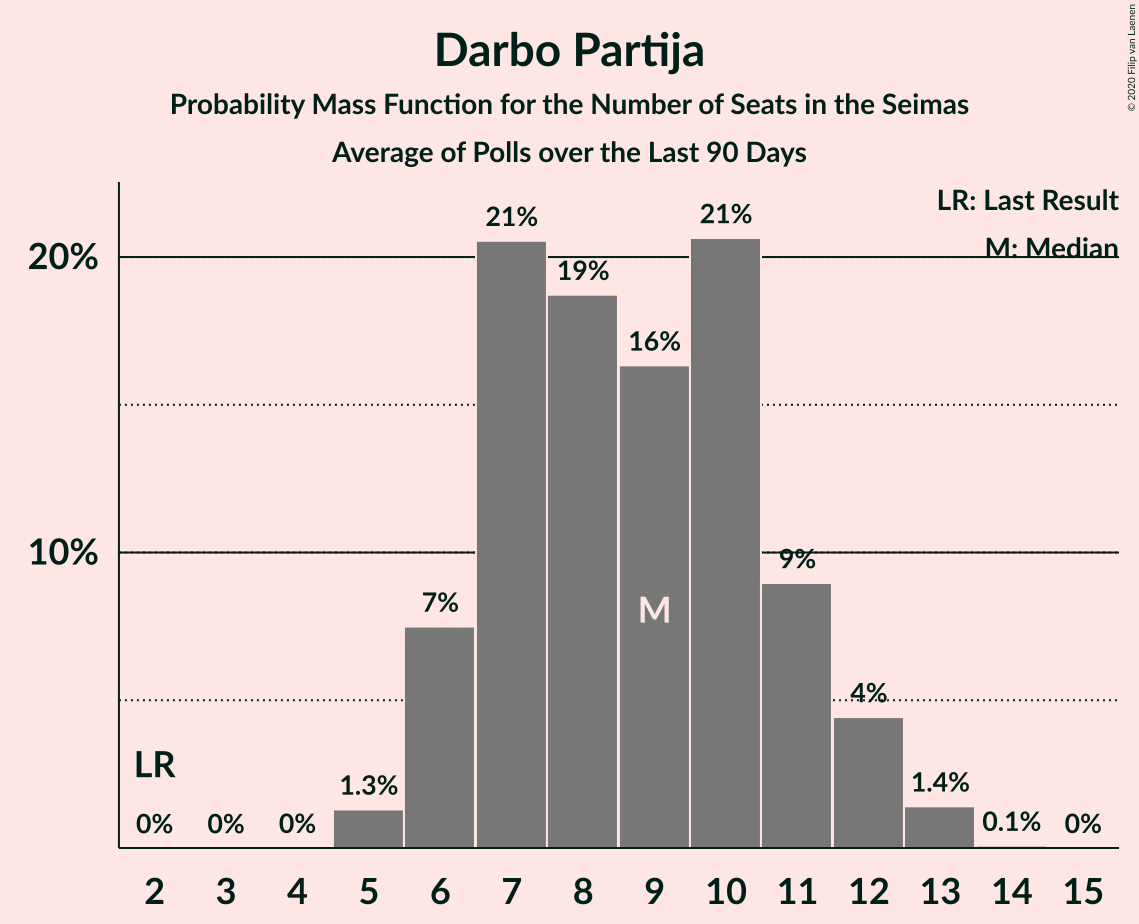 Darbo Partija
Probability Mass Function for the Number of Seats in the Seimas
Average of Polls over the Last 90 Days
© 2020 Filip van Laenen
LR: Last Result
M: Median
20%
10%
LR
0%
0%
0%
1.3%
7%
21%
19%
16%
M
21%
9%
4%
1.4%
0.1%
0%
2 3 4 5 6 7 8 9 10 11 12 13 14 15